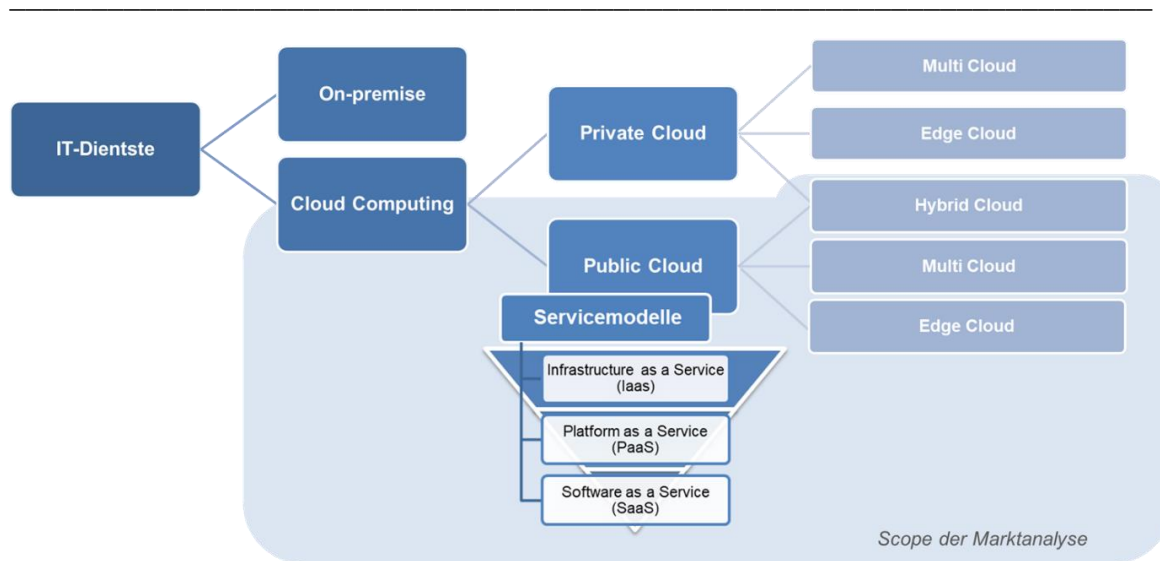 IT-Dientste
On-premise
Cloud Computing
Private Cloud
Public Cloud
Multi Cloud
Edge Cloud
Hybrid Cloud
Multi Cloud
Edge Cloud
Servicemodelle
Infrastructure as a Service
(Iaas)
Platform as a Service
(PaaS)
Software as a Service
(SaaS)
Scope der Marktanalyse